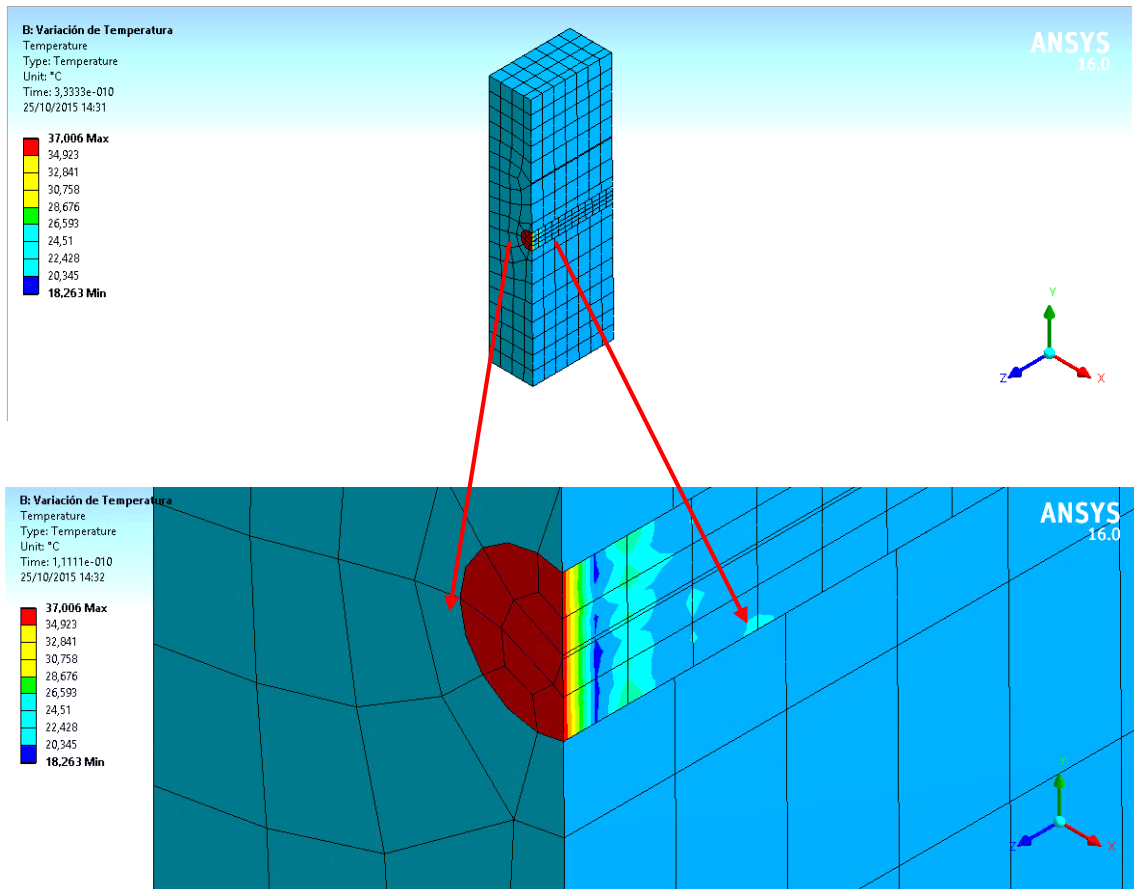 B: Variación de Temperatura
Temperature
Type: Temperature
Unit: °C
Time: 3,3333e-010
25/10/2015 14:31
37,006 Max
34,923
32,841
30,758
28,676
26,593
24,51
22,428
20,345
18,263 Min
ANSYS
16.0
Y
Z
X
B: Variación de Temperatura
Temperature
Type: Temperature
Unit: °C
Time: 1,1111e-010
25/10/2015 14:32
37,006 Max
34,923
32,841
30,758
28,676
26,593
24,51
22,428
20,345
18,263 Min
ANSYS
16.0
Y
Z
X